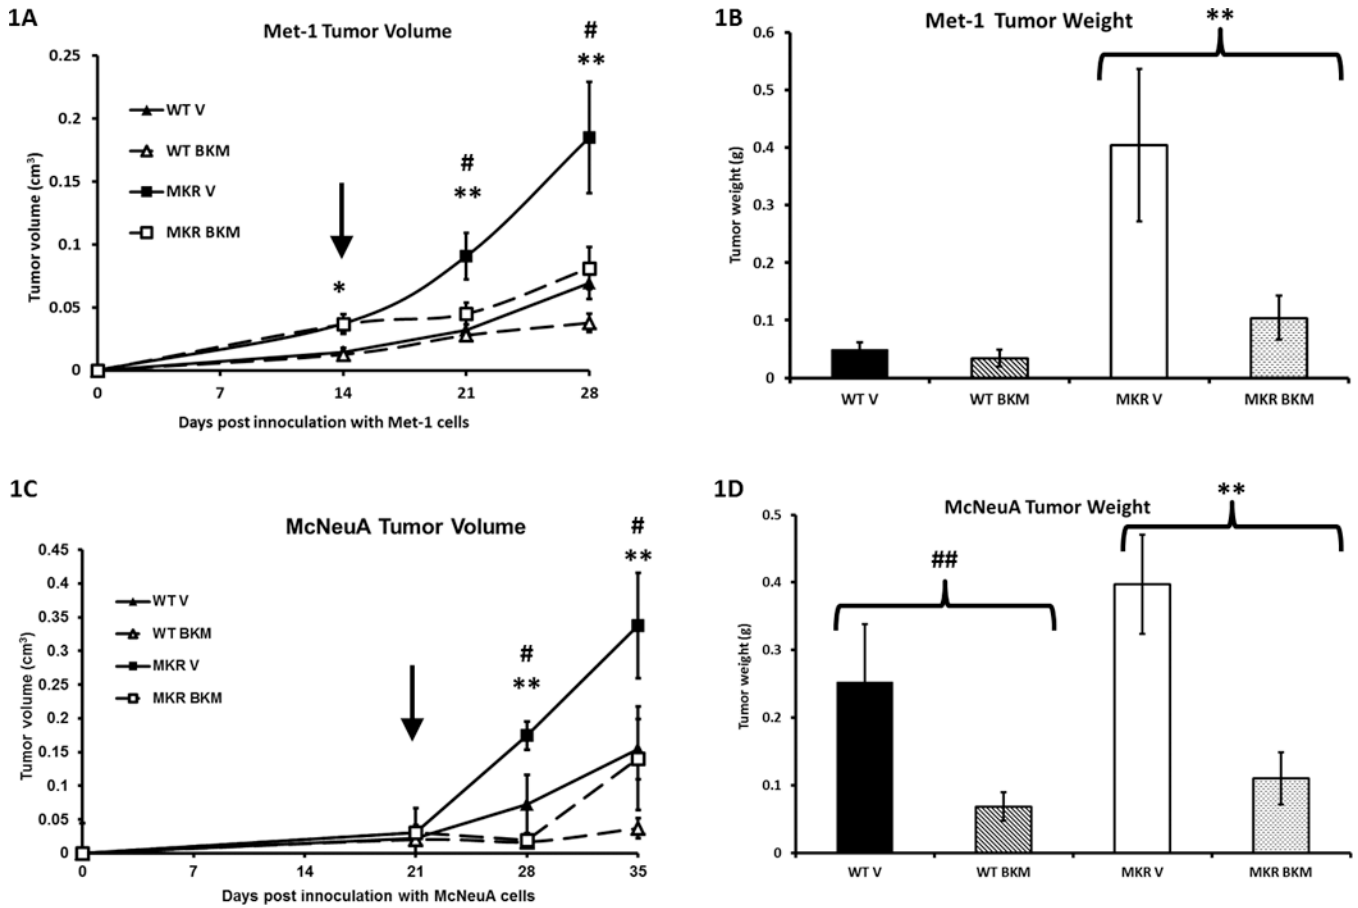 1A
Met-1 Tumor Volume
#
**
0.25
0.2
0.15
0.1
0.05
0
Tumor volume (cm³)
WT V
WT BKM
MKR V
MKR BKM
*
#
**
0
7
14
21
28
Days post innoculation with Met-1 cells
1B
Met-1 Tumor Weight
**
0.6
0.5
0.4
0.3
0.2
0.1
0
Tumor weight (g)
WT V
WT BKM
MKR V
MKR BKM
1C
McNeuA Tumor Volume
#
**
0.45
0.4
0.35
0.3
0.25
0.2
0.15
0.1
0.05
0
Tumor volume (cm³)
WT V
WT BKM
MKR V
MKR BKM
#
**
0
7
14
21
28
35
Days post innoculation with McNeuA cells
1D
McNeuA Tumor Weight
**
##
0.5
0.4
0.3
0.2
0.1
0
Tumor weight (g)
WT V
WT BKM
MKR V
MKR BKM